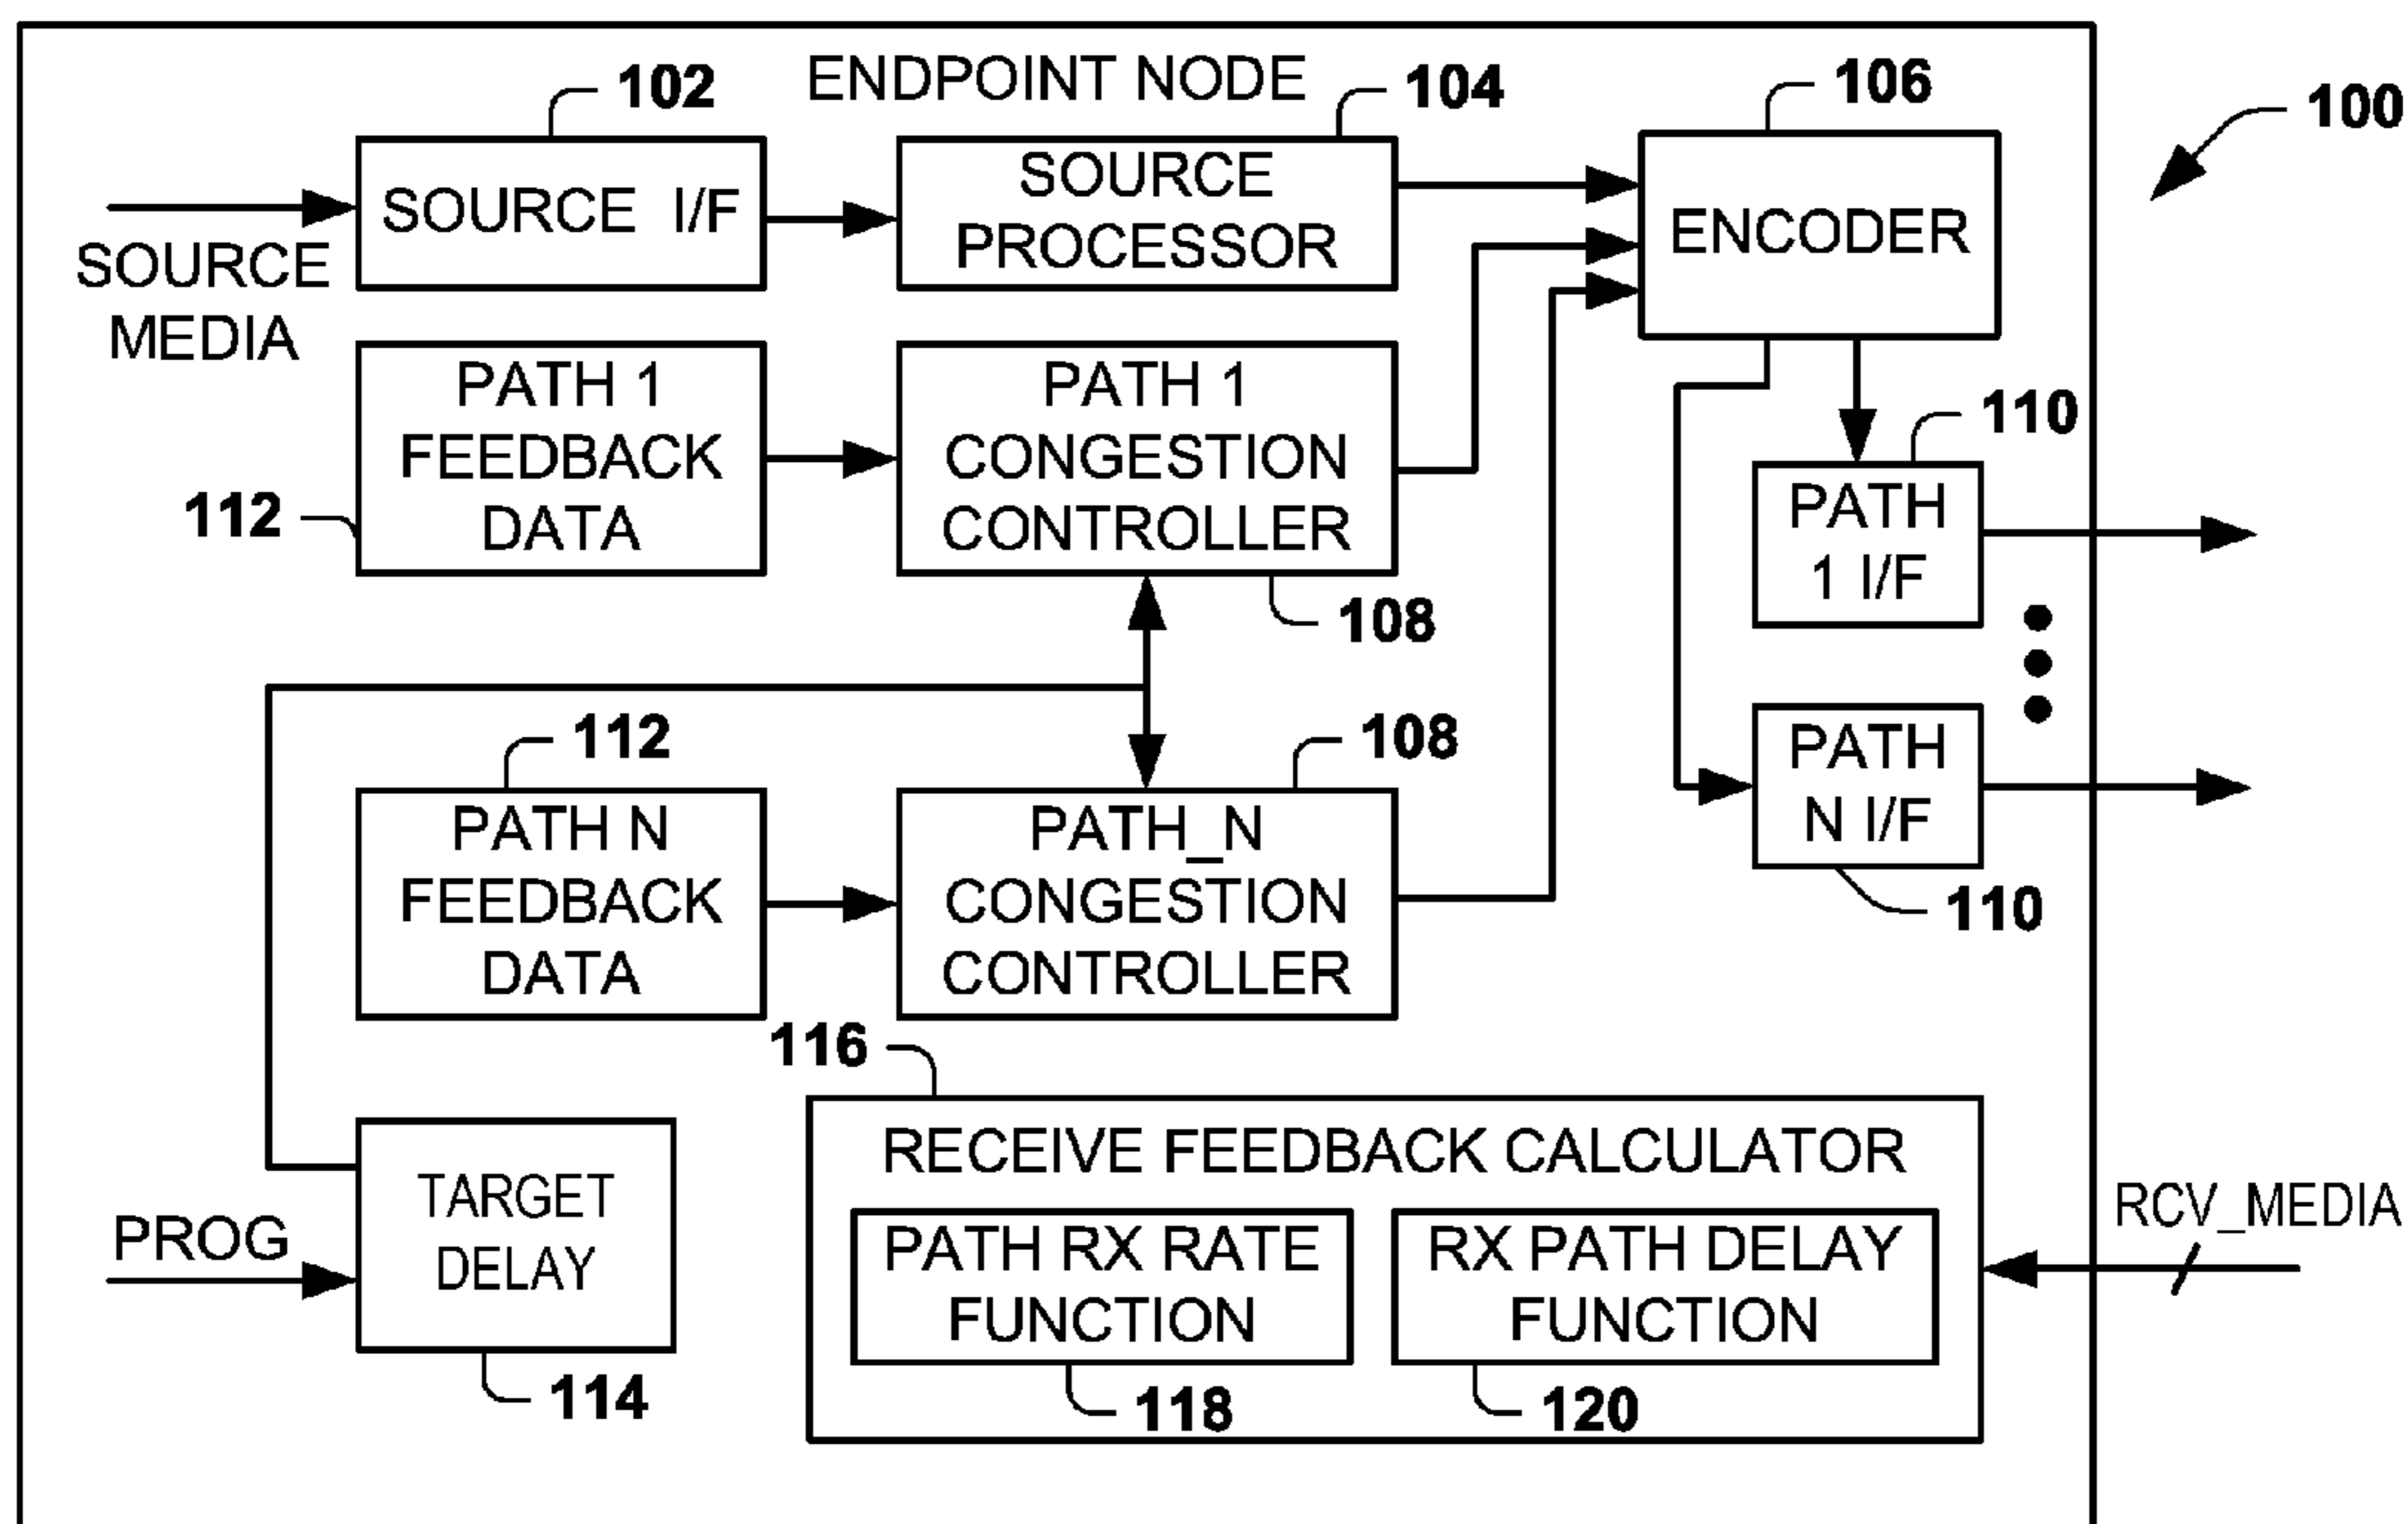 ENDPOINT NODE
102
104
106
100
SOURCE I/F
SOURCE
PROCESSOR
ENCODER
SOURCE
MEDIA
PATH 1
FEEDBACK
DATA
112
PATH 1
CONGESTION
CONTROLLER
108
110
PATH
1 I/F
112
PATH N
FEEDBACK
DATA
108
PATH_N
CONGESTION
CONTROLLER
PATH
N I/F
110
116
RECEIVE FEEDBACK CALCULATOR
PATH RX RATE
FUNCTION
118
RX PATH DELAY
FUNCTION
120
RCV_MEDIA
PROG
TARGET
DELAY
114